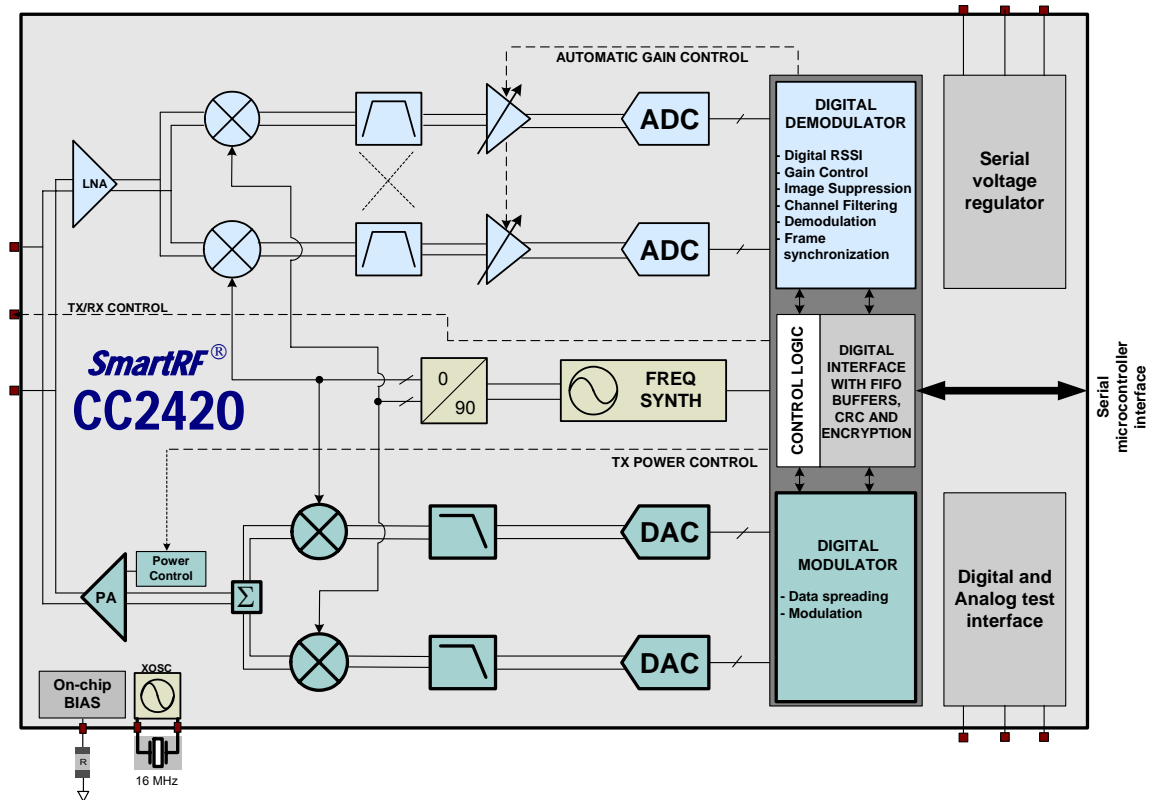 AUTOMATIC GAIN CONTROL
LNA
ADC
ADC
DIGITAL
DEMODULATOR
- Digital RSSI
- Gain Control
- Image Suppression
- Channel Filtering
- Demodulation
- Frame
synchronization
Serial
voltage
regulator
TX/RX CONTROL
SmartRF®
CC2420
0
90
FREQ
SYNTH
CONTROL LOGIC
DIGITAL
INTERFACE
WITH FIFO
BUFFERS,
CRC AND
ENCRYPTION
Serial
microcontroller
interface
TX POWER CONTROL
Power
Control
PA
Σ
DAC
DAC
DIGITAL
MODULATOR
- Data spreading
- Modulation
Digital and
Analog test
interface
On-chip
BIAS
XOSC
R
16 MHz